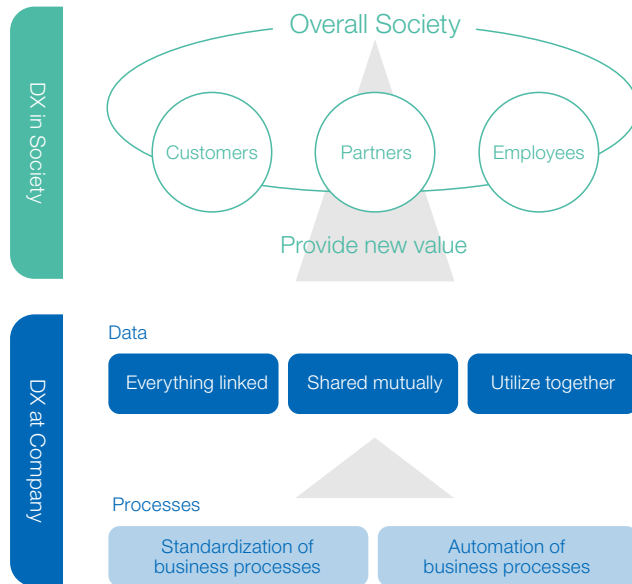 DX in Society
Overall Society
Customers
Partners
Employees
Provide new value
DX at Company
Data
Everything linked
Shared mutually
Utilize together
Processes
Standardization of
business processes
Automation of
business processes